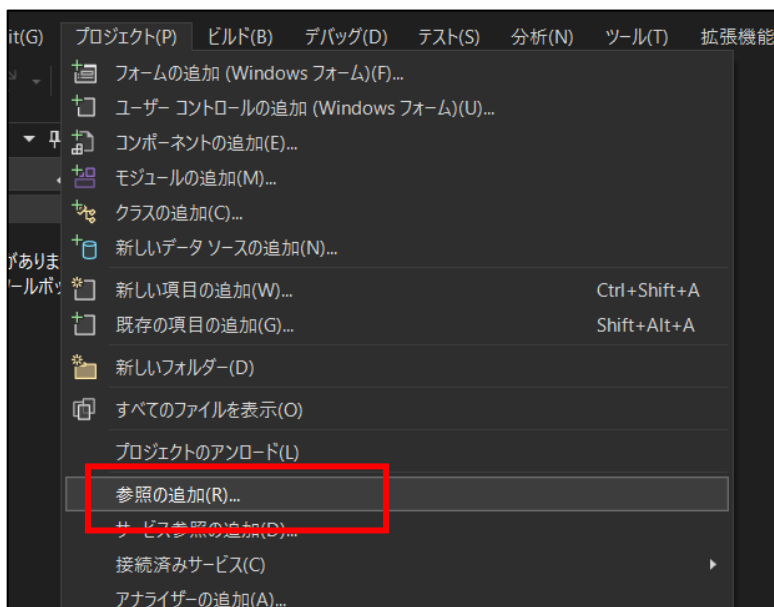 it(G) プロジェクト(P) ビルド(B) デバッグ(D) テスト(S) 分析(N) ツール(T) 拡張機能
フォームの追加 (Windows フォーム)(F)...
ユーザー コントロールの追加 (Windows フォーム)(U)...
コンポーネントの追加(E)...
モジュールの追加(M)...
クラスの追加(C)...
新しいデータ ソースの追加(N)...
がありま
ールボッ
新しい項目の追加(W)... Ctrl+Shift+A
既存の項目の追加(G)... Shift+Alt+A
新しいフォルダー(D)
すべてのファイルを表示(O)
プロジェクトのアンロード(L)
参照の追加(R)...
サービス参照の追加(D)...
接続済みサービス(C)
アナライザーの追加(A)...